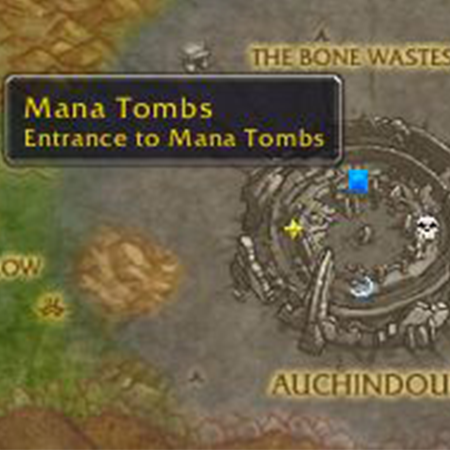 THE BONE WASTES
Mana Tombs
Entrance to Mana Tombs
OW
AUCHINDOU